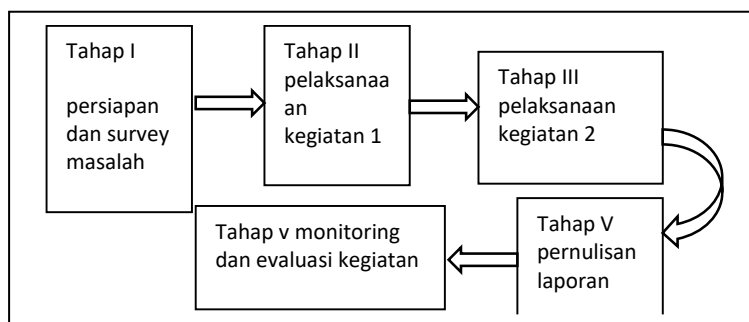 Tahap I
persiapan
dan survey
masalah
Tahap II
pelaksanaa
an
kegiatan 1
Tahap III
pelaksanaan
kegiatan 2
Tahap V
pernulisan
laporan
Tahap v monitoring
dan evaluasi kegiatan